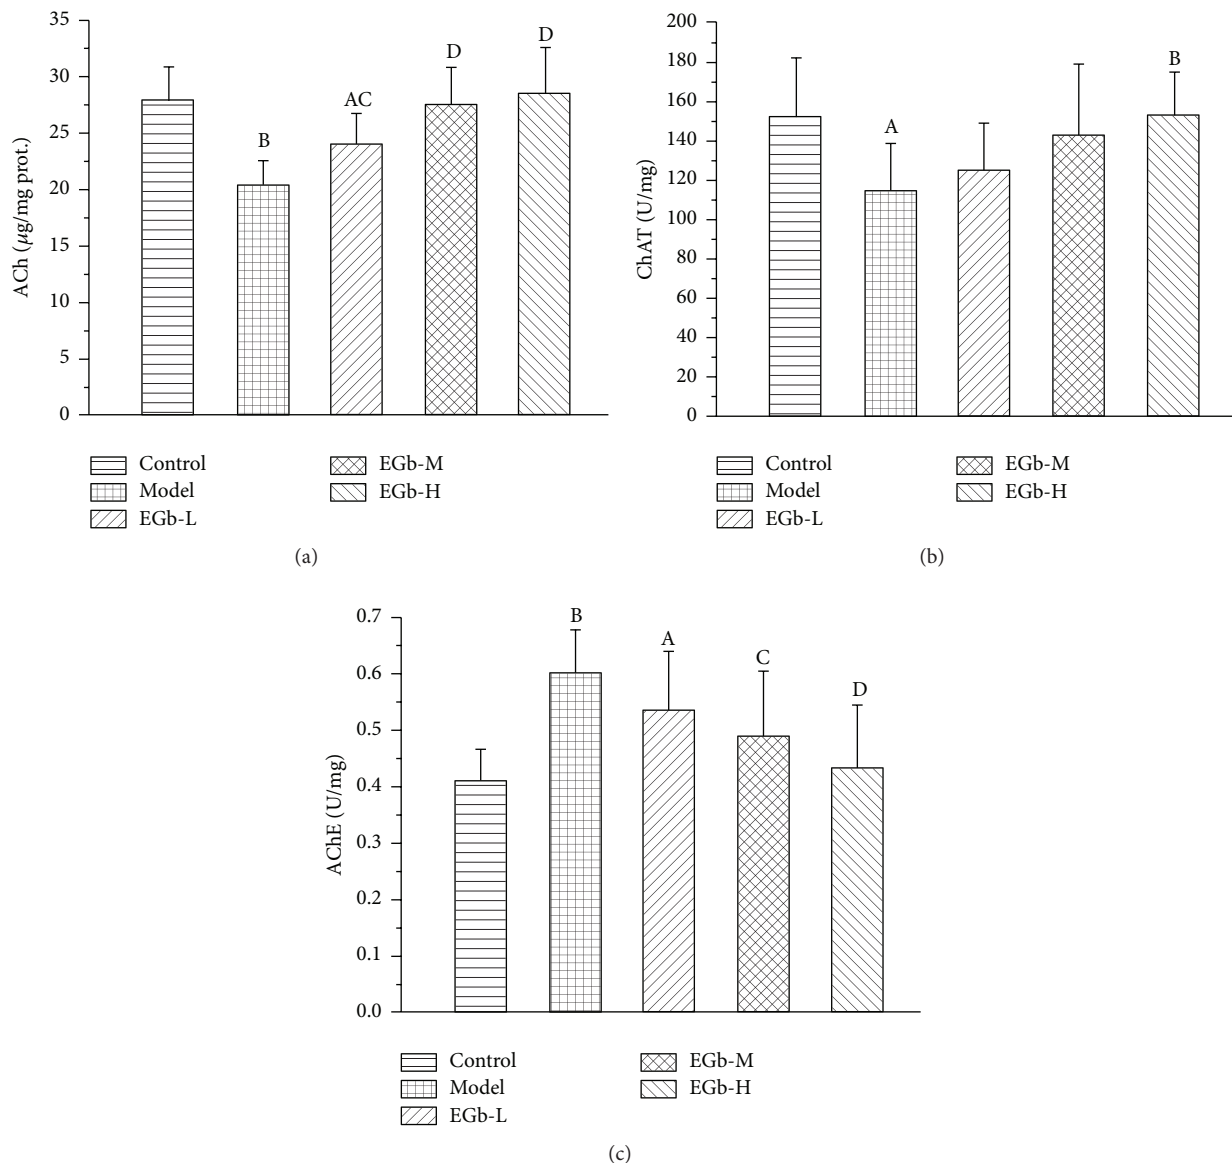 35
30
25
20
15
10
5
0
ACh (μg/mg prot.)
B
AC
D
D
Control
Model
EGb-L
EGb-M
EGb-H
(a)
200
180
160
140
120
100
80
60
40
20
0
ChAT (U/mg)
A
B
Control
Model
EGb-L
EGb-M
EGb-H
(b)
0.7
0.6
0.5
0.4
0.3
0.2
0.1
0.0
AChE (U/mg)
B
A
C
D
Control
Model
EGb-L
EGb-M
EGb-H
(c)